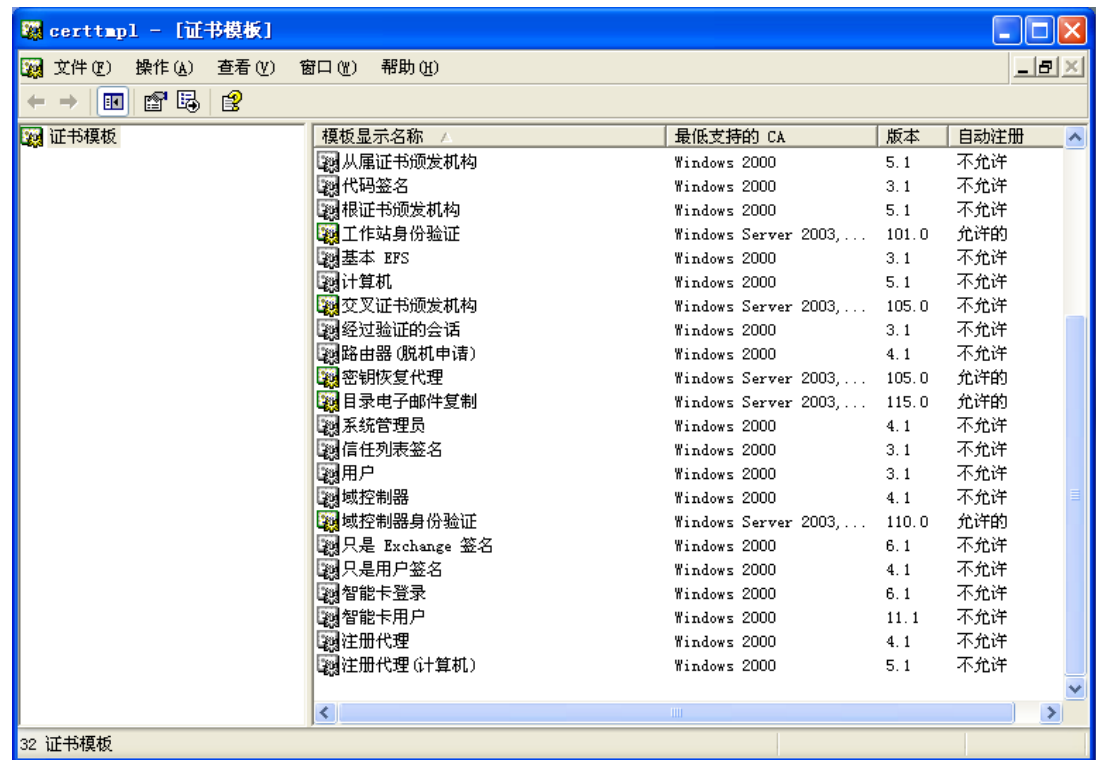 certtmpl - [证书模板]
文件(F) 操作(A) 查看(V) 窗口(W) 帮助(H)
证书模板
模板显示名称 最低支持的 CA 版本 自动注册
从属证书颁发机构 Windows 2000 5.1 不允许
代码签名 Windows 2000 3.1 不允许
根证书颁发机构 Windows 2000 5.1 不允许
工作站身份验证 Windows Server 2003,... 101.0 允许的
基本 EFS Windows 2000 3.1 不允许
计算机 Windows 2000 5.1 不允许
交叉证书颁发机构 Windows Server 2003,... 105.0 不允许
经过验证的会话 Windows 2000 3.1 不允许
路由器(脱机申请) Windows 2000 4.1 不允许
密钥恢复代理 Windows Server 2003,... 105.0 允许的
目录电子邮件复制 Windows Server 2003,... 115.0 允许的
系统管理员 Windows 2000 4.1 不允许
信任列表签名 Windows 2000 3.1 不允许
用户 Windows 2000 3.1 不允许
域控制器 Windows 2000 4.1 不允许
域控制器身份验证 Windows Server 2003,... 110.0 允许的
只是 Exchange 签名 Windows 2000 6.1 不允许
只是用户签名 Windows 2000 4.1 不允许
智能卡登录 Windows 2000 6.1 不允许
智能卡用户 Windows 2000 11.1 不允许
注册代理 Windows 2000 4.1 不允许
注册代理(计算机) Windows 2000 5.1 不允许
32 证书模板